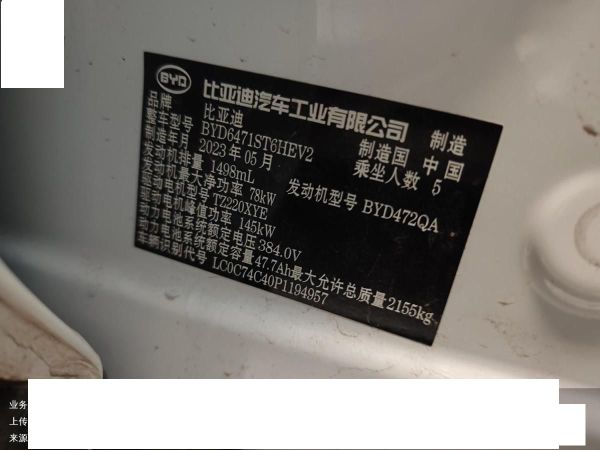 BYD 比亚迪汽车工业有限公司 制造
品牌 比亚迪 制造国 中国
整车型号 BYD6471ST6HEV2 乘坐人数 5
制造年月 2023年05月
发动机排量 1498mL 发动机型号 BYD472QA
发动机最大净功率 78kW
驱动电机型号 TZ220XYE
驱动电机峰值功率 145kW
动力电池系统额定电压 384.0V
动力电池系统额定容量 47.7Ah 最大允许总质量 2155kg
车辆识别代号 LC0C74C40P1194957
业务
上传
来源